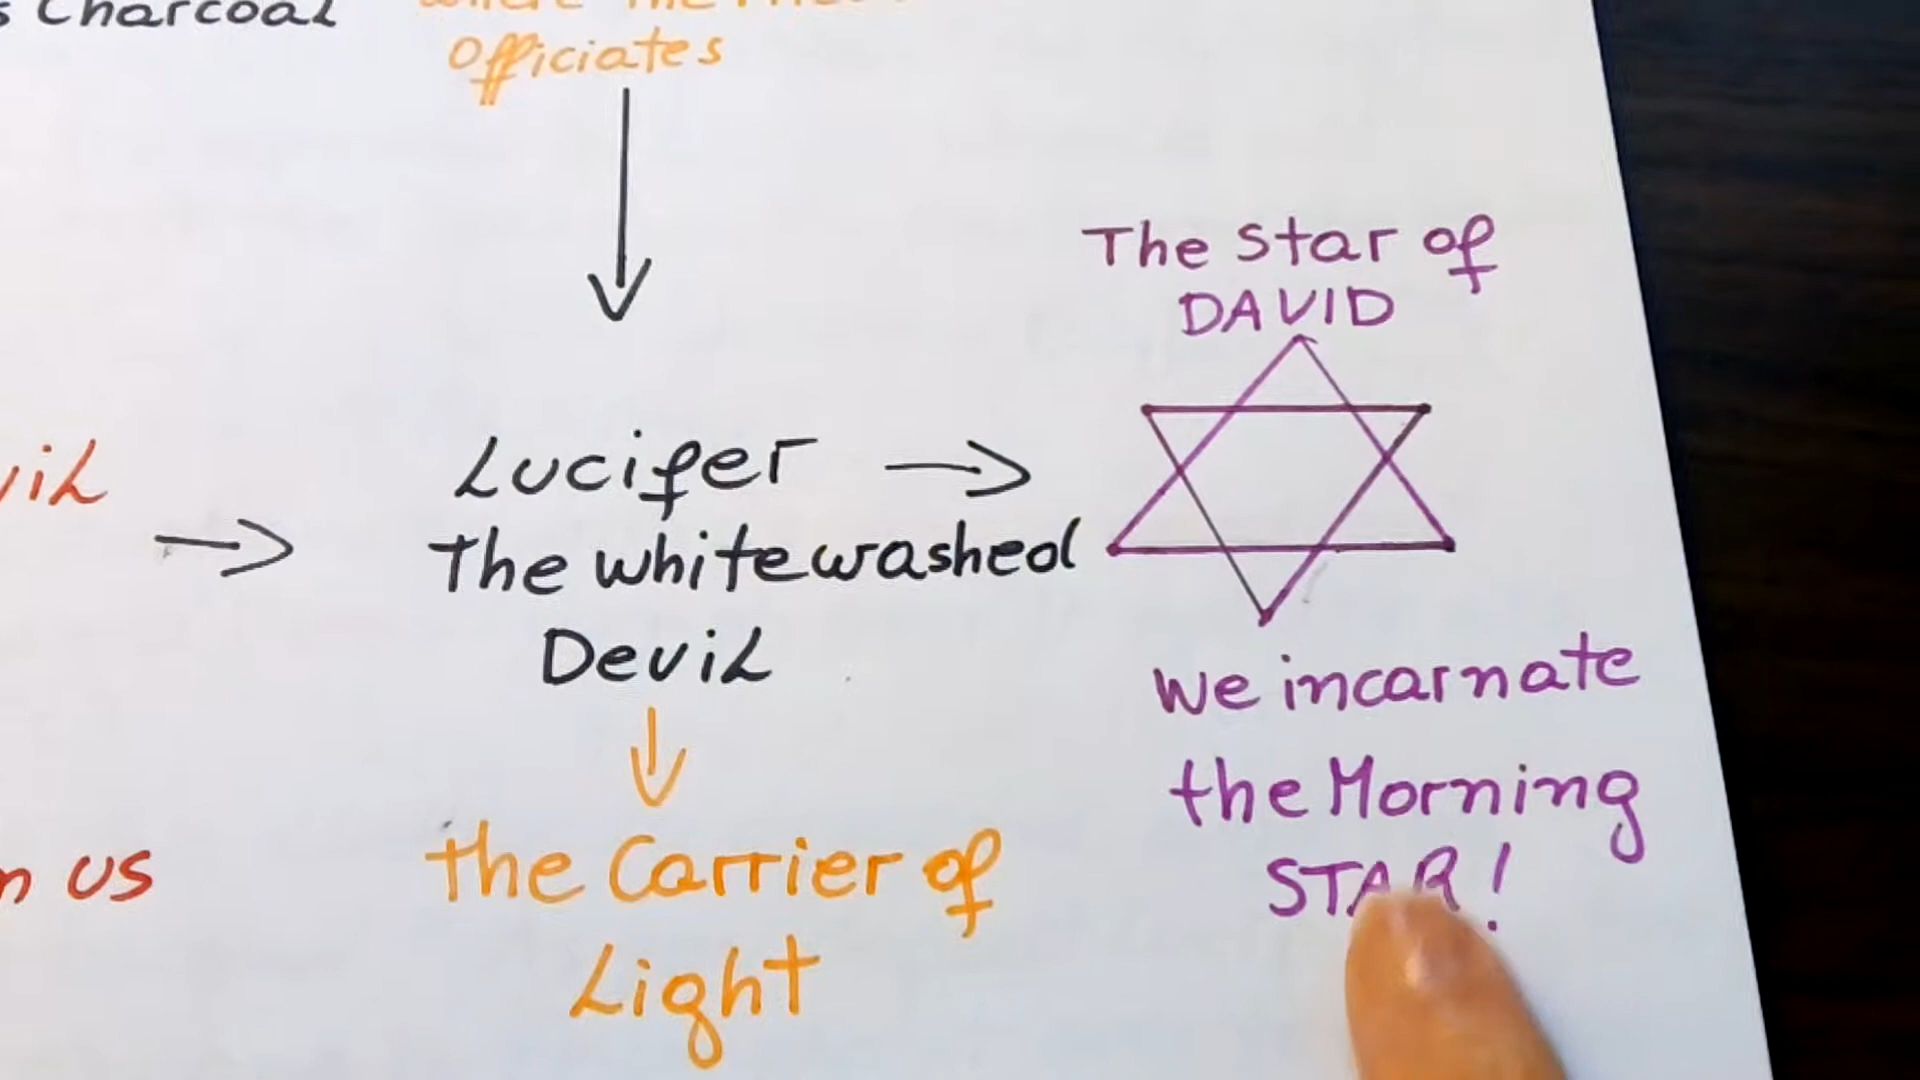 s Charcoal
Officiates
The Star of
DAVID
Lucifer
The whitewashed
Devil
we incarnate
the Morning
STAR!
the Carrier of
Light
us